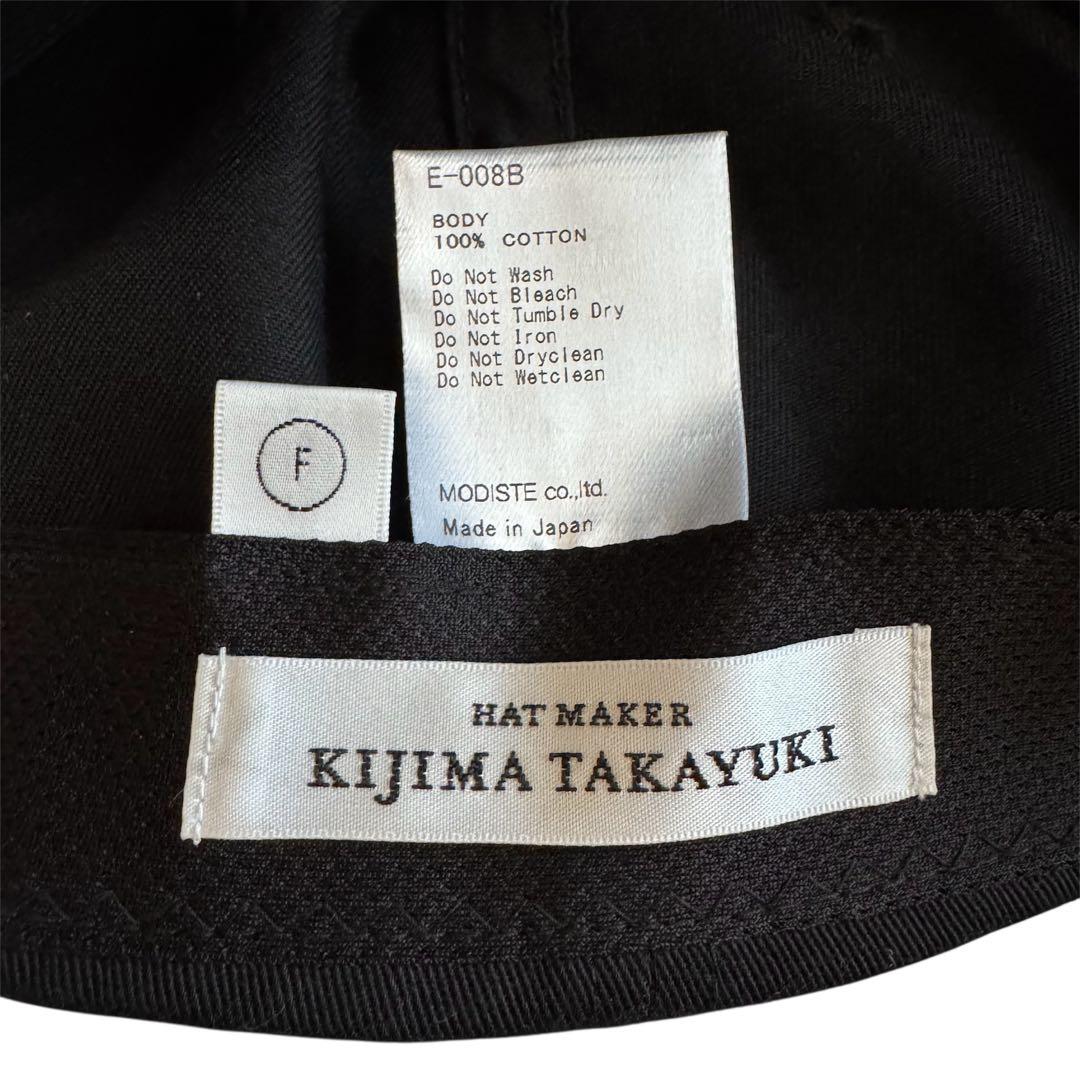 E-008B
BODY
100% COTTON
Do Not Wash
Do Not Bleach
Do Not Tumble Dry
Do Not Iron
Do Not Dryclean
Do Not Wetclean
MODISTE co.,ltd.
Made in Japan
F
HAT MAKER
KIJIMA TAKAYUKI